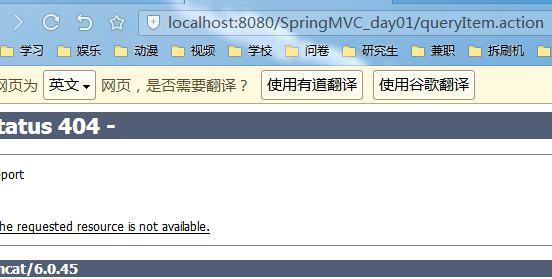 localhost:8080/SpringMVC_day01/queryItem.action
学习 娱乐 动漫 视频 学校 问卷 研究生 兼职 拆刷机
网页为 英文 网页，是否需要翻译？ 使用有道翻译 使用谷歌翻译
tatus 404 -
eport
he requested resource is not available.
ncat/6.0.45